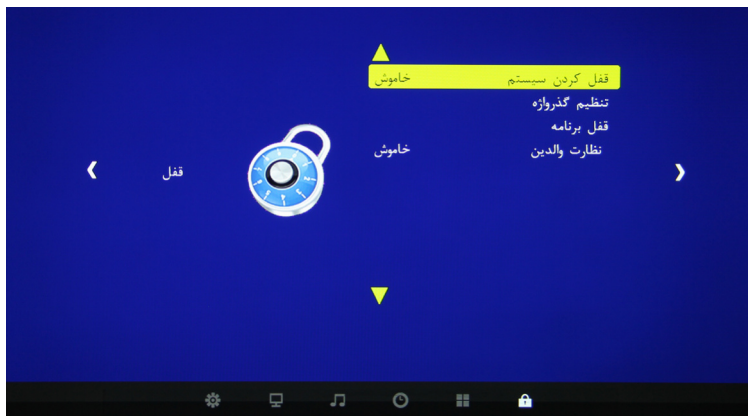 قفل کردن سیستم خاموش
تنظیم گذرواژه
قفل برنامه
نظارت والدین خاموش
قفل